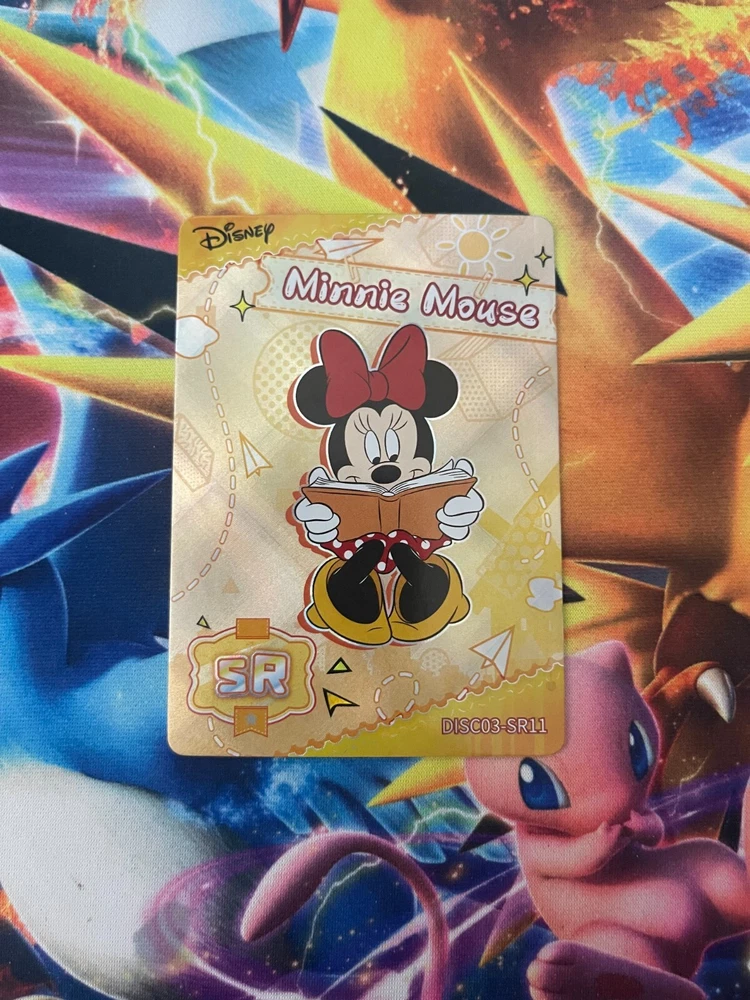 Disney
Minnie Mouse
SR
DISC03-SR11